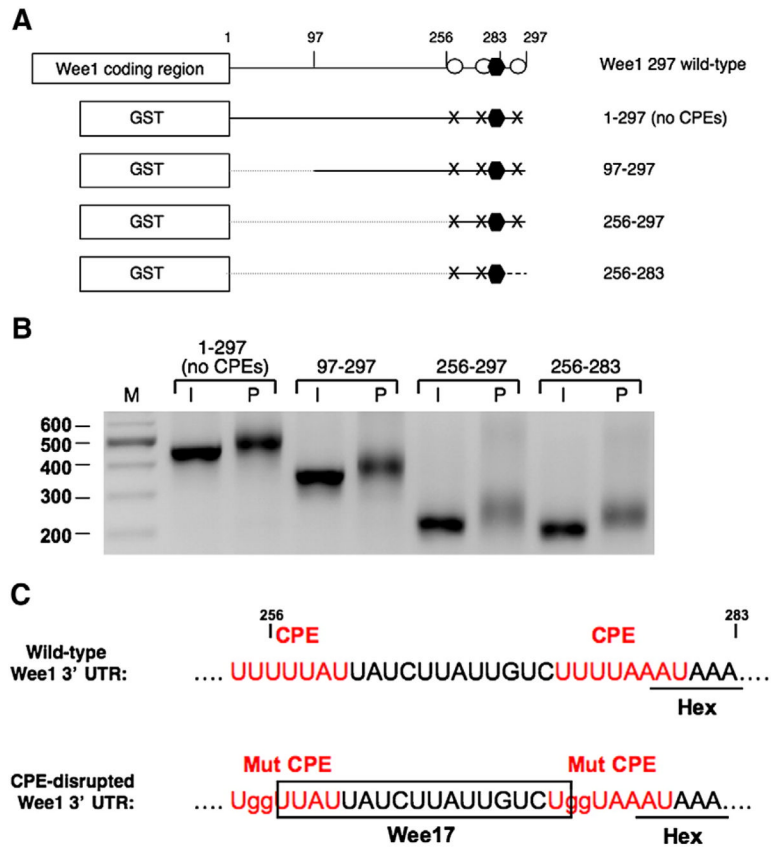 A
1 97 256 283 297
Wee1 coding region Wee1 297 wild-type
GST X X X 1-297 (no CPEs)
GST X X X 97-297
GST X X X 256-297
GST X X 256-283
B
1-297
(no CPEs) 97-297 256-297 256-283
M I P I P I P I P
600
500
400
300
200
C
256 283
CPE CPE
Wild-type
Wee1 3' UTR: .... UUUUUAUUAUCUUAUUGUCUUUUAAAUAAA....
Hex
Mut CPE Mut CPE
CPE-disrupted
Wee1 3' UTR: .... UggUUAUUAUCUUAUUGUCUggUAAAUAAA....
Wee17 Hex